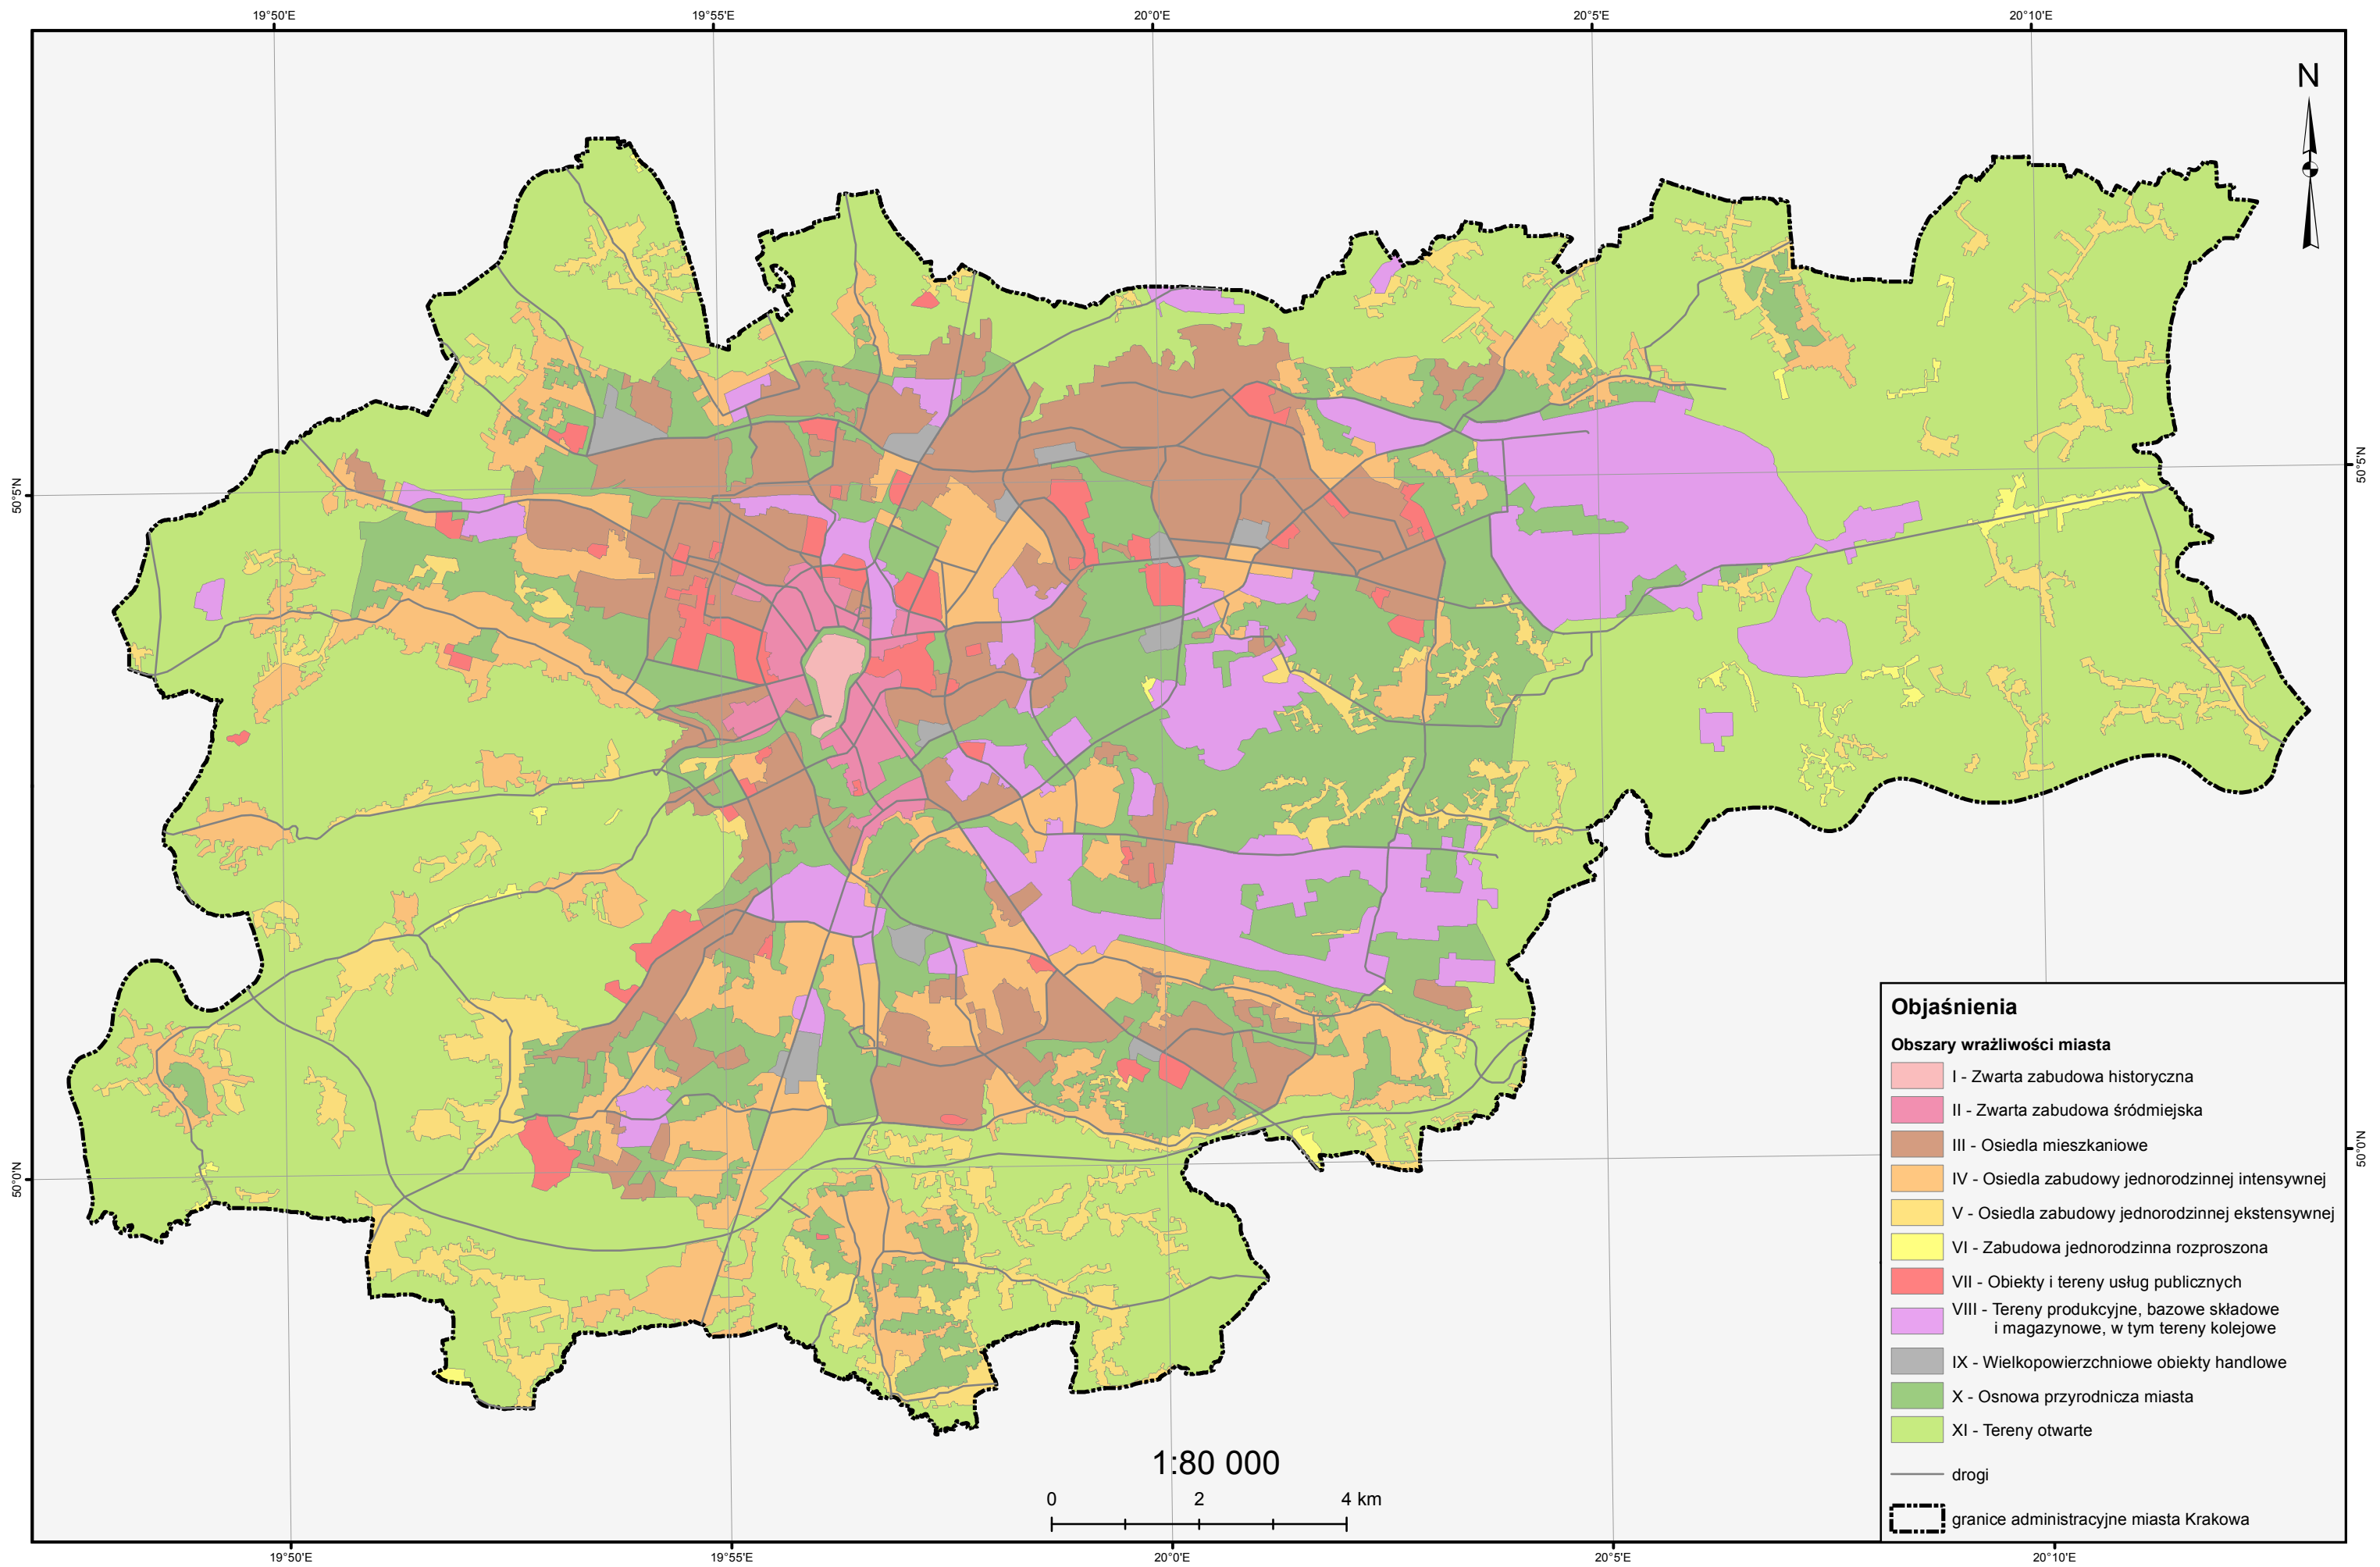 19°50'E 19°55'E 20°0'E 20°5'E 20°10'E
N
50°5'N 50°5'N
50°0'N 50°0'N
Objaśnienia
Obszary wrażliwości miasta
I - Zwarta zabudowa historyczna
II - Zwarta zabudowa śródmiejska
III - Osiedla mieszkaniowe
IV - Osiedla zabudowy jednorodzinnej intensywnej
V - Osiedla zabudowy jednorodzinnej ekstensywnej
VI - Zabudowa jednorodzinna rozproszona
VII - Obiekty i tereny usług publicznych
VIII - Tereny produkcyjne, bazowe składowe
i magazynowe, w tym tereny kolejowe
IX - Wielkopowierzchniowe obiekty handlowe
X - Osnowa przyrodnicza miasta
XI - Tereny otwarte
drogi
granice administracyjne miasta Krakowa
1:80 000
0 2 4 km
19°50'E 19°55'E 20°0'E 20°5'E 20°10'E